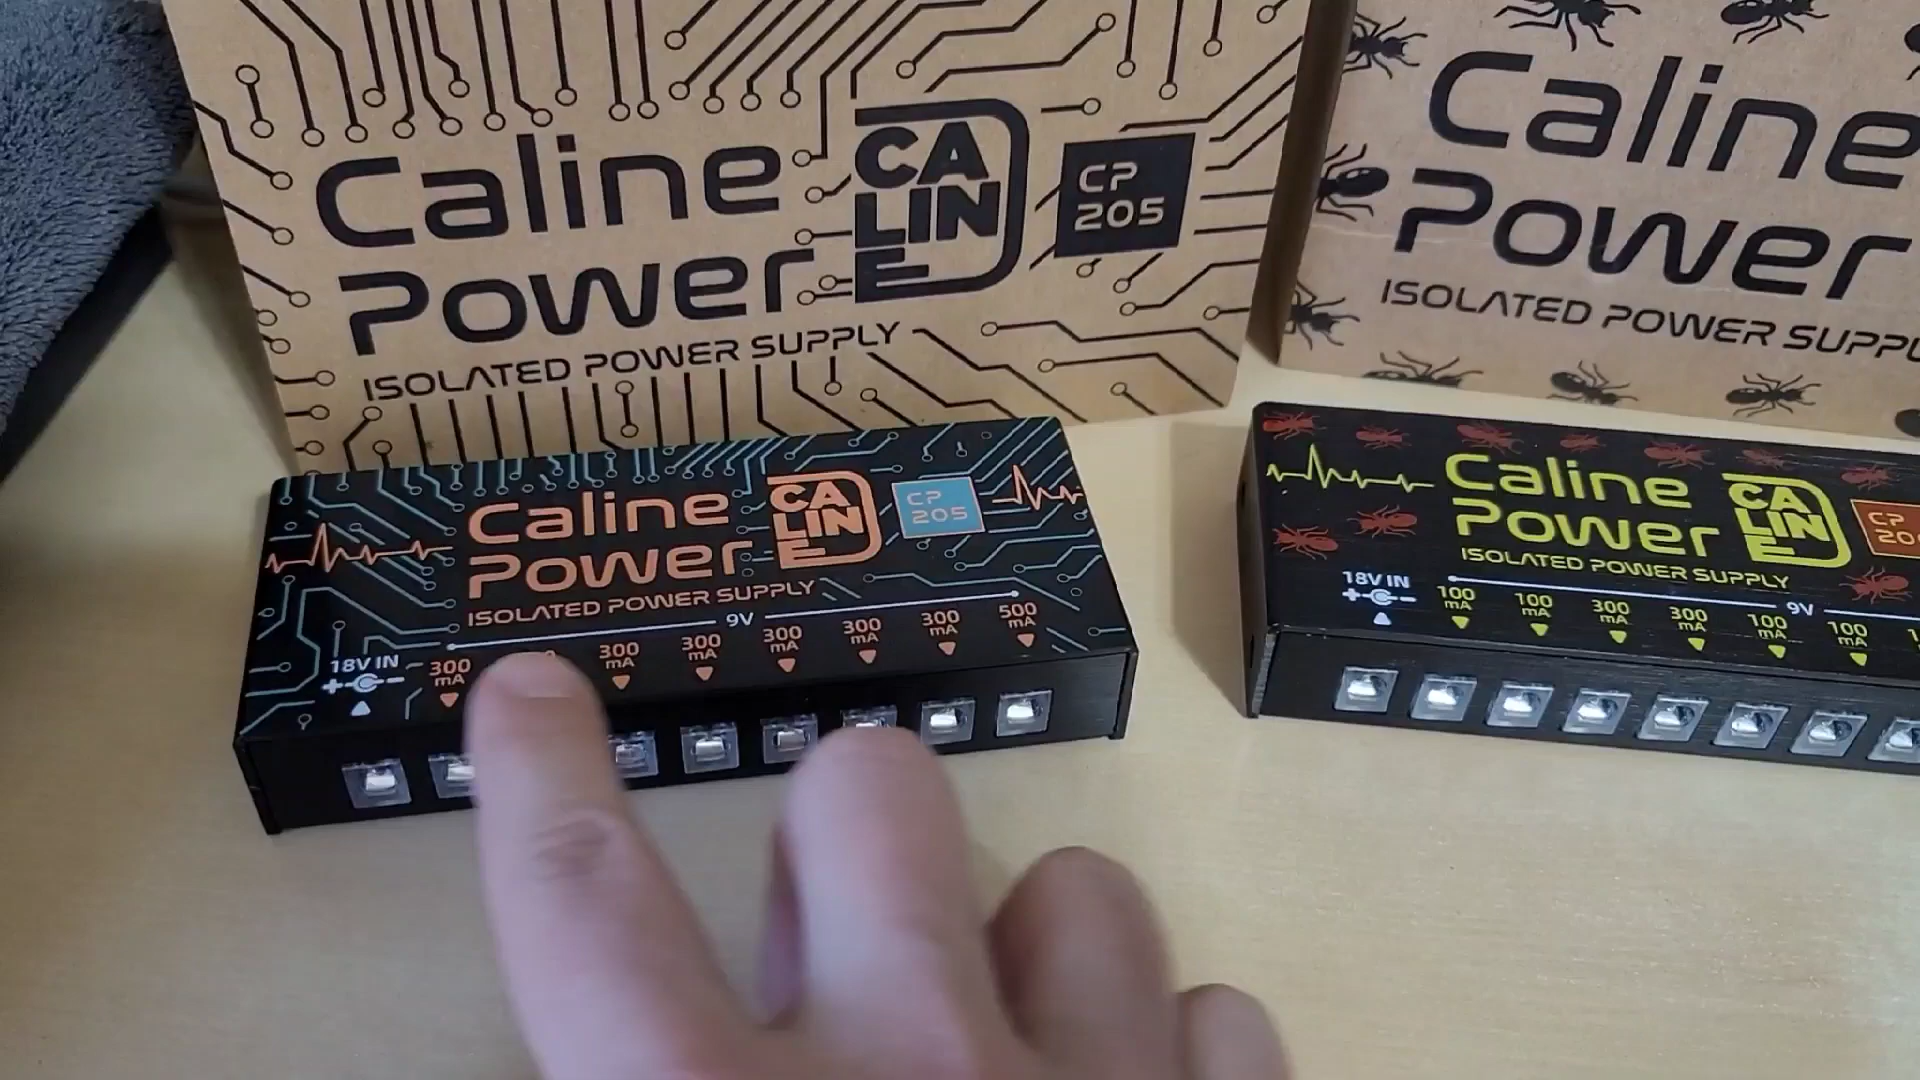 Caline
Power
ISOLATED POWER SUPPLY
CA
LIN
E
CP
205
Caline
Power
ISOLATED POWER
Caline
Power
ISOLATED POWER SUPPLY
CA
LIN
E
CP
205
9V
18V IN
300 mA
300 mA
300 mA
300 mA
300 mA
300 mA
500 mA
Caline
Power
ISOLATED POWER SUPPLY
CA
LIN
E
CP
18V IN
9V
100 mA
100 mA
300 mA
300 mA
100 mA
100 mA